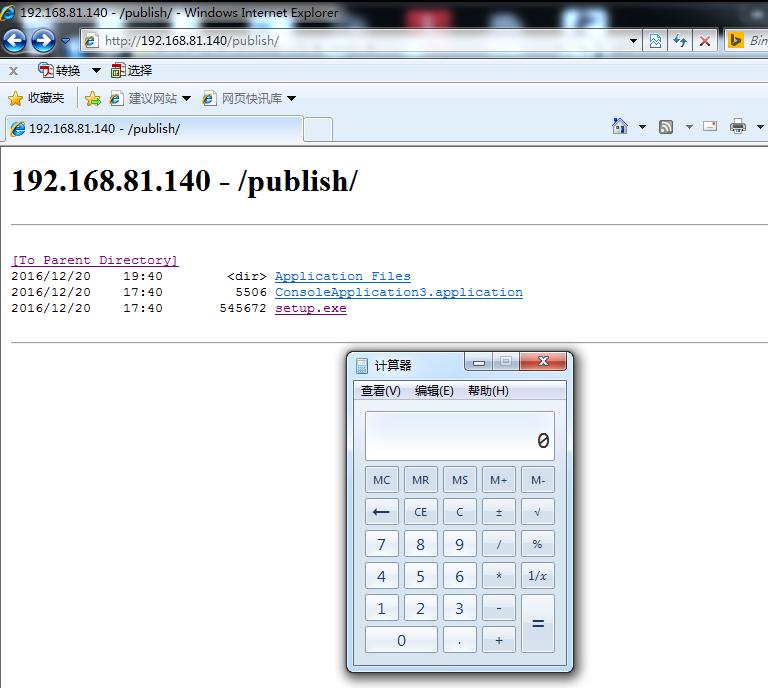 192.168.81.140 - /publish/ - Windows Internet Explorer
http://192.168.81.140/publish/
Bin
x 转换 选择
收藏夹 建议网站 网页快讯库
192.168.81.140 - /publish/
192.168.81.140 - /publish/
[To Parent Directory]
2016/12/20 19:40 <dir> Application Files
2016/12/20 17:40 5506 ConsoleApplication3.application
2016/12/20 17:40 545672 setup.exe
计算器
查看(V) 编辑(E) 帮助(H)
0
MC MR MS M+ M-
← CE C ± √
7 8 9 / %
4 5 6 * 1/x
1 2 3 - =
0 . +